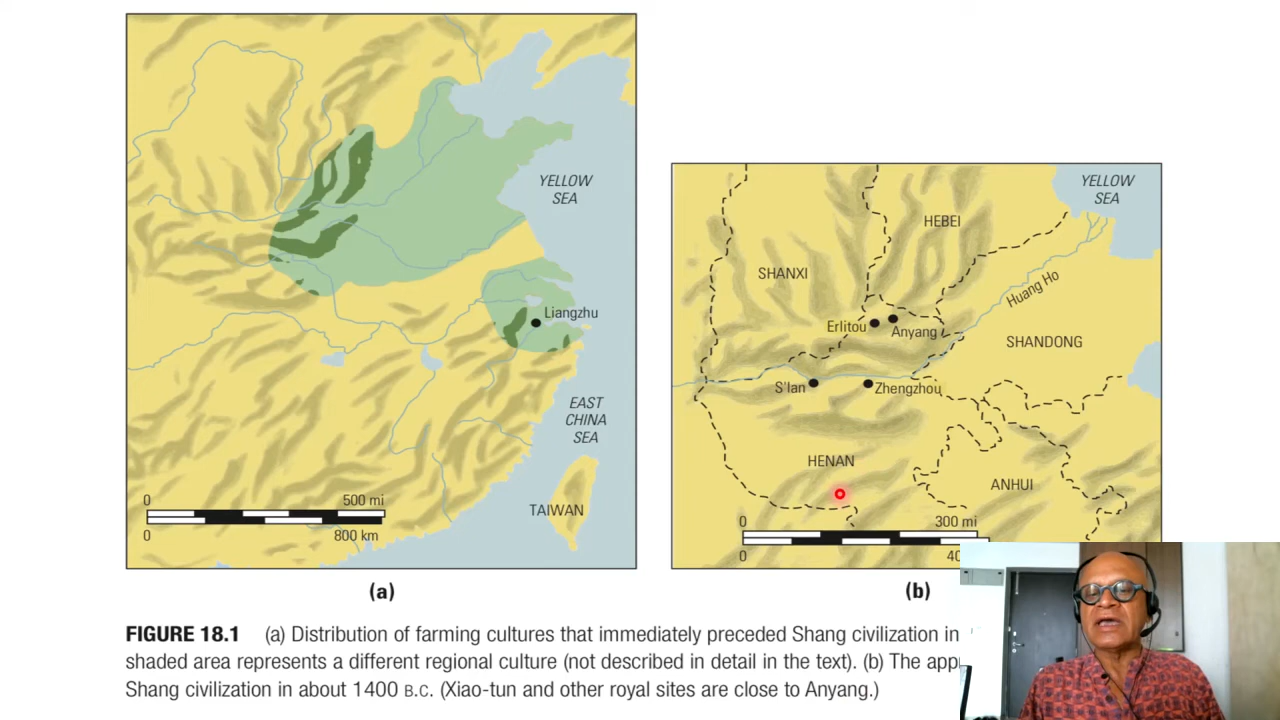 YELLOW
SEA
Liangzhu
EAST
CHINA
SEA
TAIWAN
0
500 mi
0
800 km
(a)
YELLOW
SEA
HEBEI
SHANXI
Huang Ho
Erlitou
Anyang
SHANDONG
S'Ian
Zhengzhou
HENAN
ANHUI
0
300 mi
0
40
(b)
FIGURE 18.1 (a) Distribution of farming cultures that immediately preceded Shang civilization in
shaded area represents a different regional culture (not described in detail in the text). (b) The app
Shang civilization in about 1400 B.C. (Xiao-tun and other royal sites are close to Anyang.)